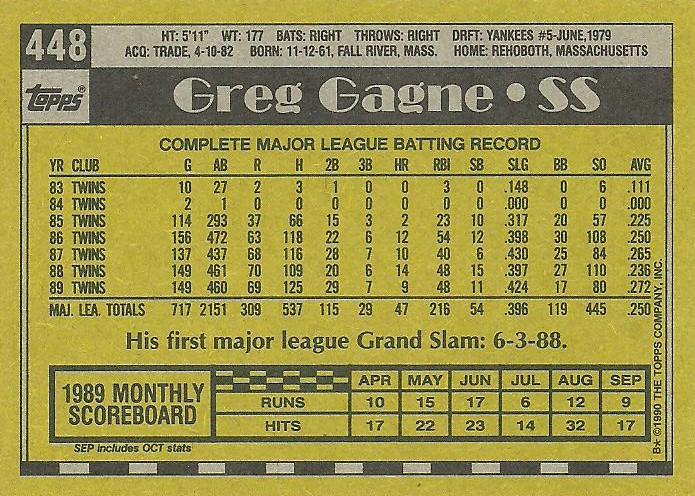 448 HT: 5'11" WT: 177 BATS: RIGHT THROWS: RIGHT DRFT: YANKEES #5-JUNE,1979
ACQ: TRADE, 4-10-82 BORN: 11-12-61, FALL RIVER, MASS. HOME: REHOBOTH, MASSACHUSETTS
Topps® Greg Gagne • SS
COMPLETE MAJOR LEAGUE BATTING RECORD
YR CLUB G AB R H 2B 3B HR RBI SB SLG BB SO AVG
83 TWINS 10 27 2 3 1 0 0 3 0 .148 0 6 .111
84 TWINS 2 1 0 0 0 0 0 0 0 .000 0 0 .000
85 TWINS 114 293 37 66 15 3 2 23 10 .317 20 57 .225
86 TWINS 156 472 63 118 22 6 12 54 12 .398 30 108 .250
87 TWINS 137 437 68 116 28 7 10 40 6 .430 25 84 .265
88 TWINS 149 461 70 109 20 6 14 48 15 .397 27 110 .236
89 TWINS 149 460 69 125 29 7 9 48 11 .424 17 80 .272
MAJ. LEA. TOTALS 717 2151 309 537 115 29 47 216 54 .396 119 445 .250
His first major league Grand Slam: 6-3-88.
1989 MONTHLY SCOREBOARD
APR MAY JUN JUL AUG SEP
RUNS 10 15 17 6 12 9
HITS 17 22 23 14 32 17
SEP includes OCT stats
B* ©1990 THE TOPPS COMPANY, INC.